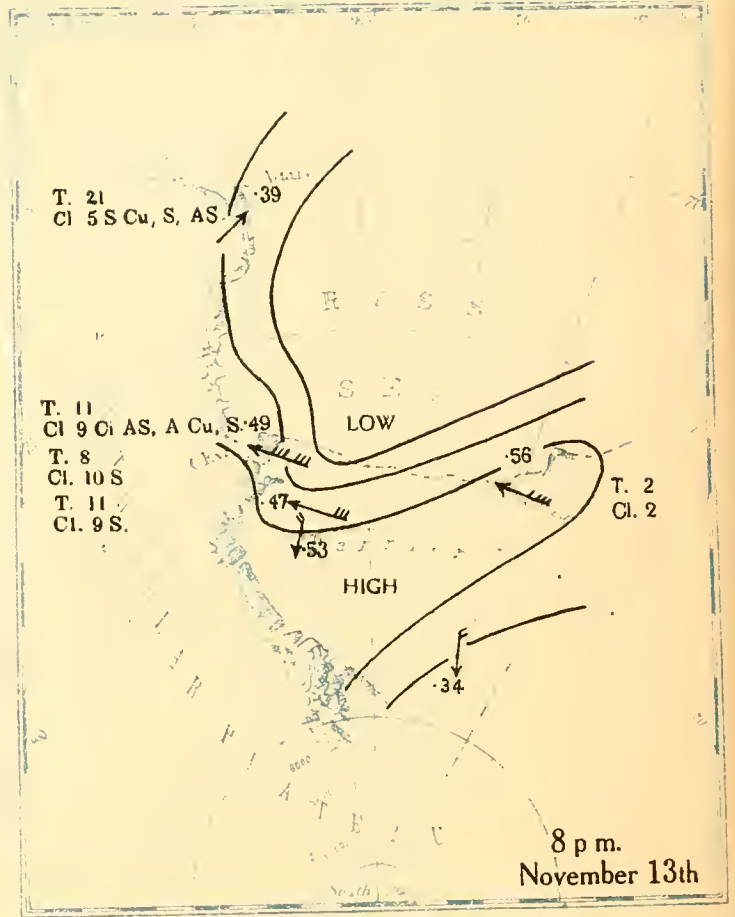 ·39
T. 21
Cl 5 S Cu, S, AS
R O S S
S E
LOW
T. 11
Cl 9 Ci AS, A Cu, S. ·49
T. 8
Cl. 10 S
T. 11
Cl. 9 S.
·56
T. 2
Cl. 2
·47
·53
HIGH
·34
8 p m.
November 13th